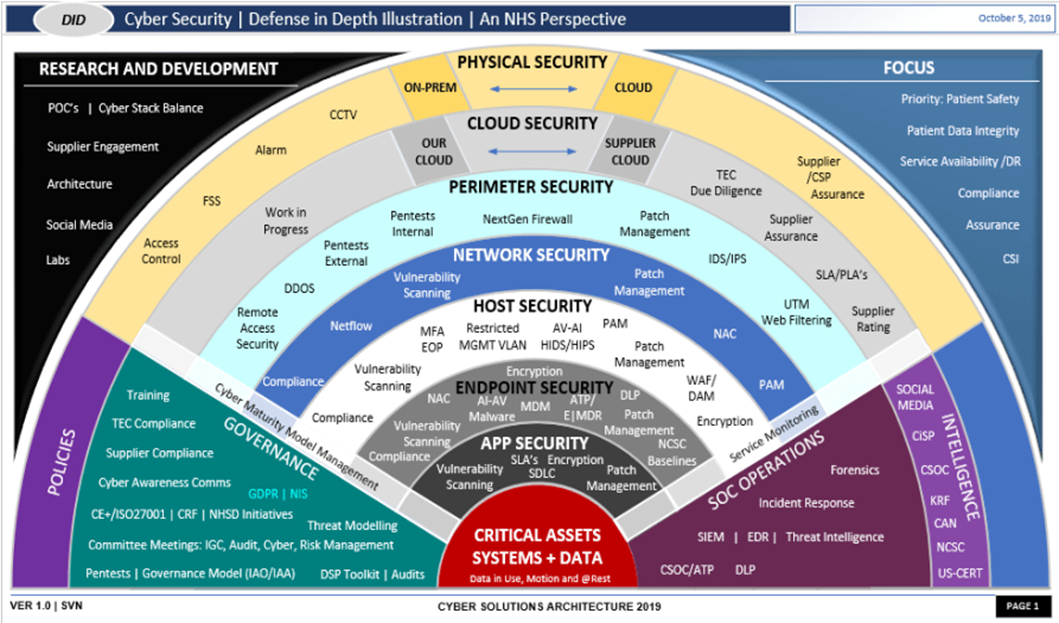 DID
Cyber Security | Defense in Depth Illustration | An NHS Perspective
October 5, 2019
RESEARCH AND DEVELOPMENT
POC's | Cyber Stack Balance
Supplier Engagement
Architecture
Social Media
Labs
FOCUS
Priority: Patient Safety
Patient Data Integrity
Service Availability /DR
Compliance
Assurance
CSI
PHYSICAL SECURITY
ON-PREM
CLOUD
CCTV
Alarm
FSS
Access
Control
Supplier
/CSP
Assurance
CLOUD SECURITY
OUR
CLOUD
SUPPLIER
CLOUD
Work in
Progress
TEC
Due Diligence
Supplier
Assurance
SLA/PLA's
Supplier
Rating
PERIMETER SECURITY
Pentests
Internal
NextGen Firewall
Patch
Management
Pentests
External
IDS/IPS
DDOS
Remote
Access
Security
UTM
Web Filtering
NETWORK SECURITY
Vulnerability
Scanning
Patch
Management
Netflow
NAC
Compliance
PAM
HOST SECURITY
MFA
EOP
Restricted
MGMT VLAN
AV-AI
HIDS/HIPS
PAM
Patch
Management
Vulnerability
Scanning
WAF/
DAM
Compliance
Encryption
Encryption
ENDPOINT SECURITY
NAC
AI-AV
Malware
MDM
ATP/
E|MDR
DLP
Patch
Management
Vulnerability
Scanning
Compliance
NCSC
Baselines
APP SECURITY
SLA's
Encryption
SDLC
Vulnerability
Scanning
Patch
Management
CRITICAL ASSETS
SYSTEMS + DATA
Data in Use, Motion and @Rest
Cyber Maturity Model Management
Service Monitoring
POLICIES
GOVERNANCE
Training
TEC Compliance
Supplier Compliance
Cyber Awareness Comms
GDPR | NIS
CE+/ISO27001 | CRF | NHSD Initiatives
Threat Modelling
Committee Meetings: IGC, Audit, Cyber, Risk Management
Pentests | Governance Model (IAO/IAA)
DSP Toolkit | Audits
SOC OPERATIONS
Forensics
Incident Response
SIEM | EDR | Threat Intelligence
CSOC/ATP
DLP
INTELLIGENCE
SOCIAL
MEDIA
CiSP
CSOC
KRF
CAN
NCSC
US-CERT
VER 1.0 | SVN
CYBER SOLUTIONS ARCHITECTURE 2019
PAGE 1